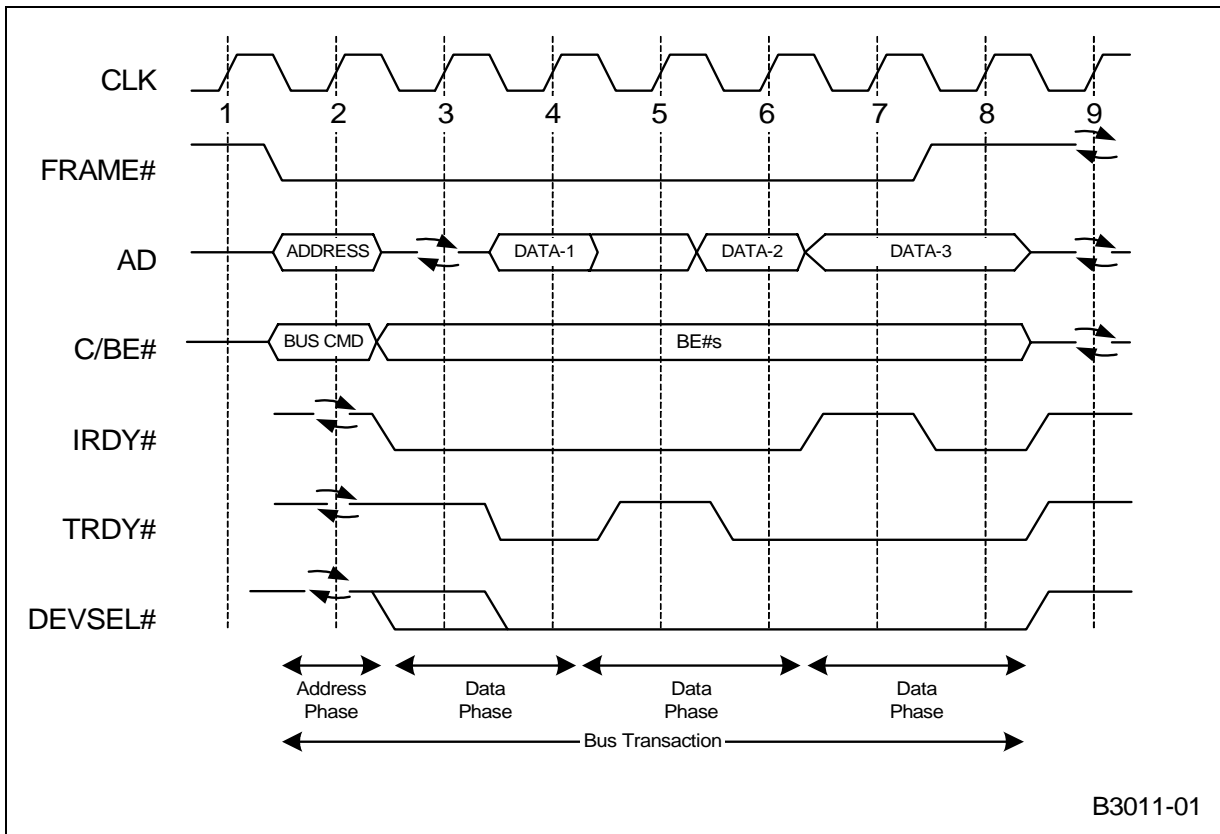 CLK
1 2 3 4 5 6 7 8 9
FRAME#
AD ADDRESS DATA-1 DATA-2 DATA-3
C/BE# BUS CMD BE#s
IRDY#
TRDY#
DEVSEL#
Address Data Data Data
Phase Phase Phase Phase
Bus Transaction
B3011-01